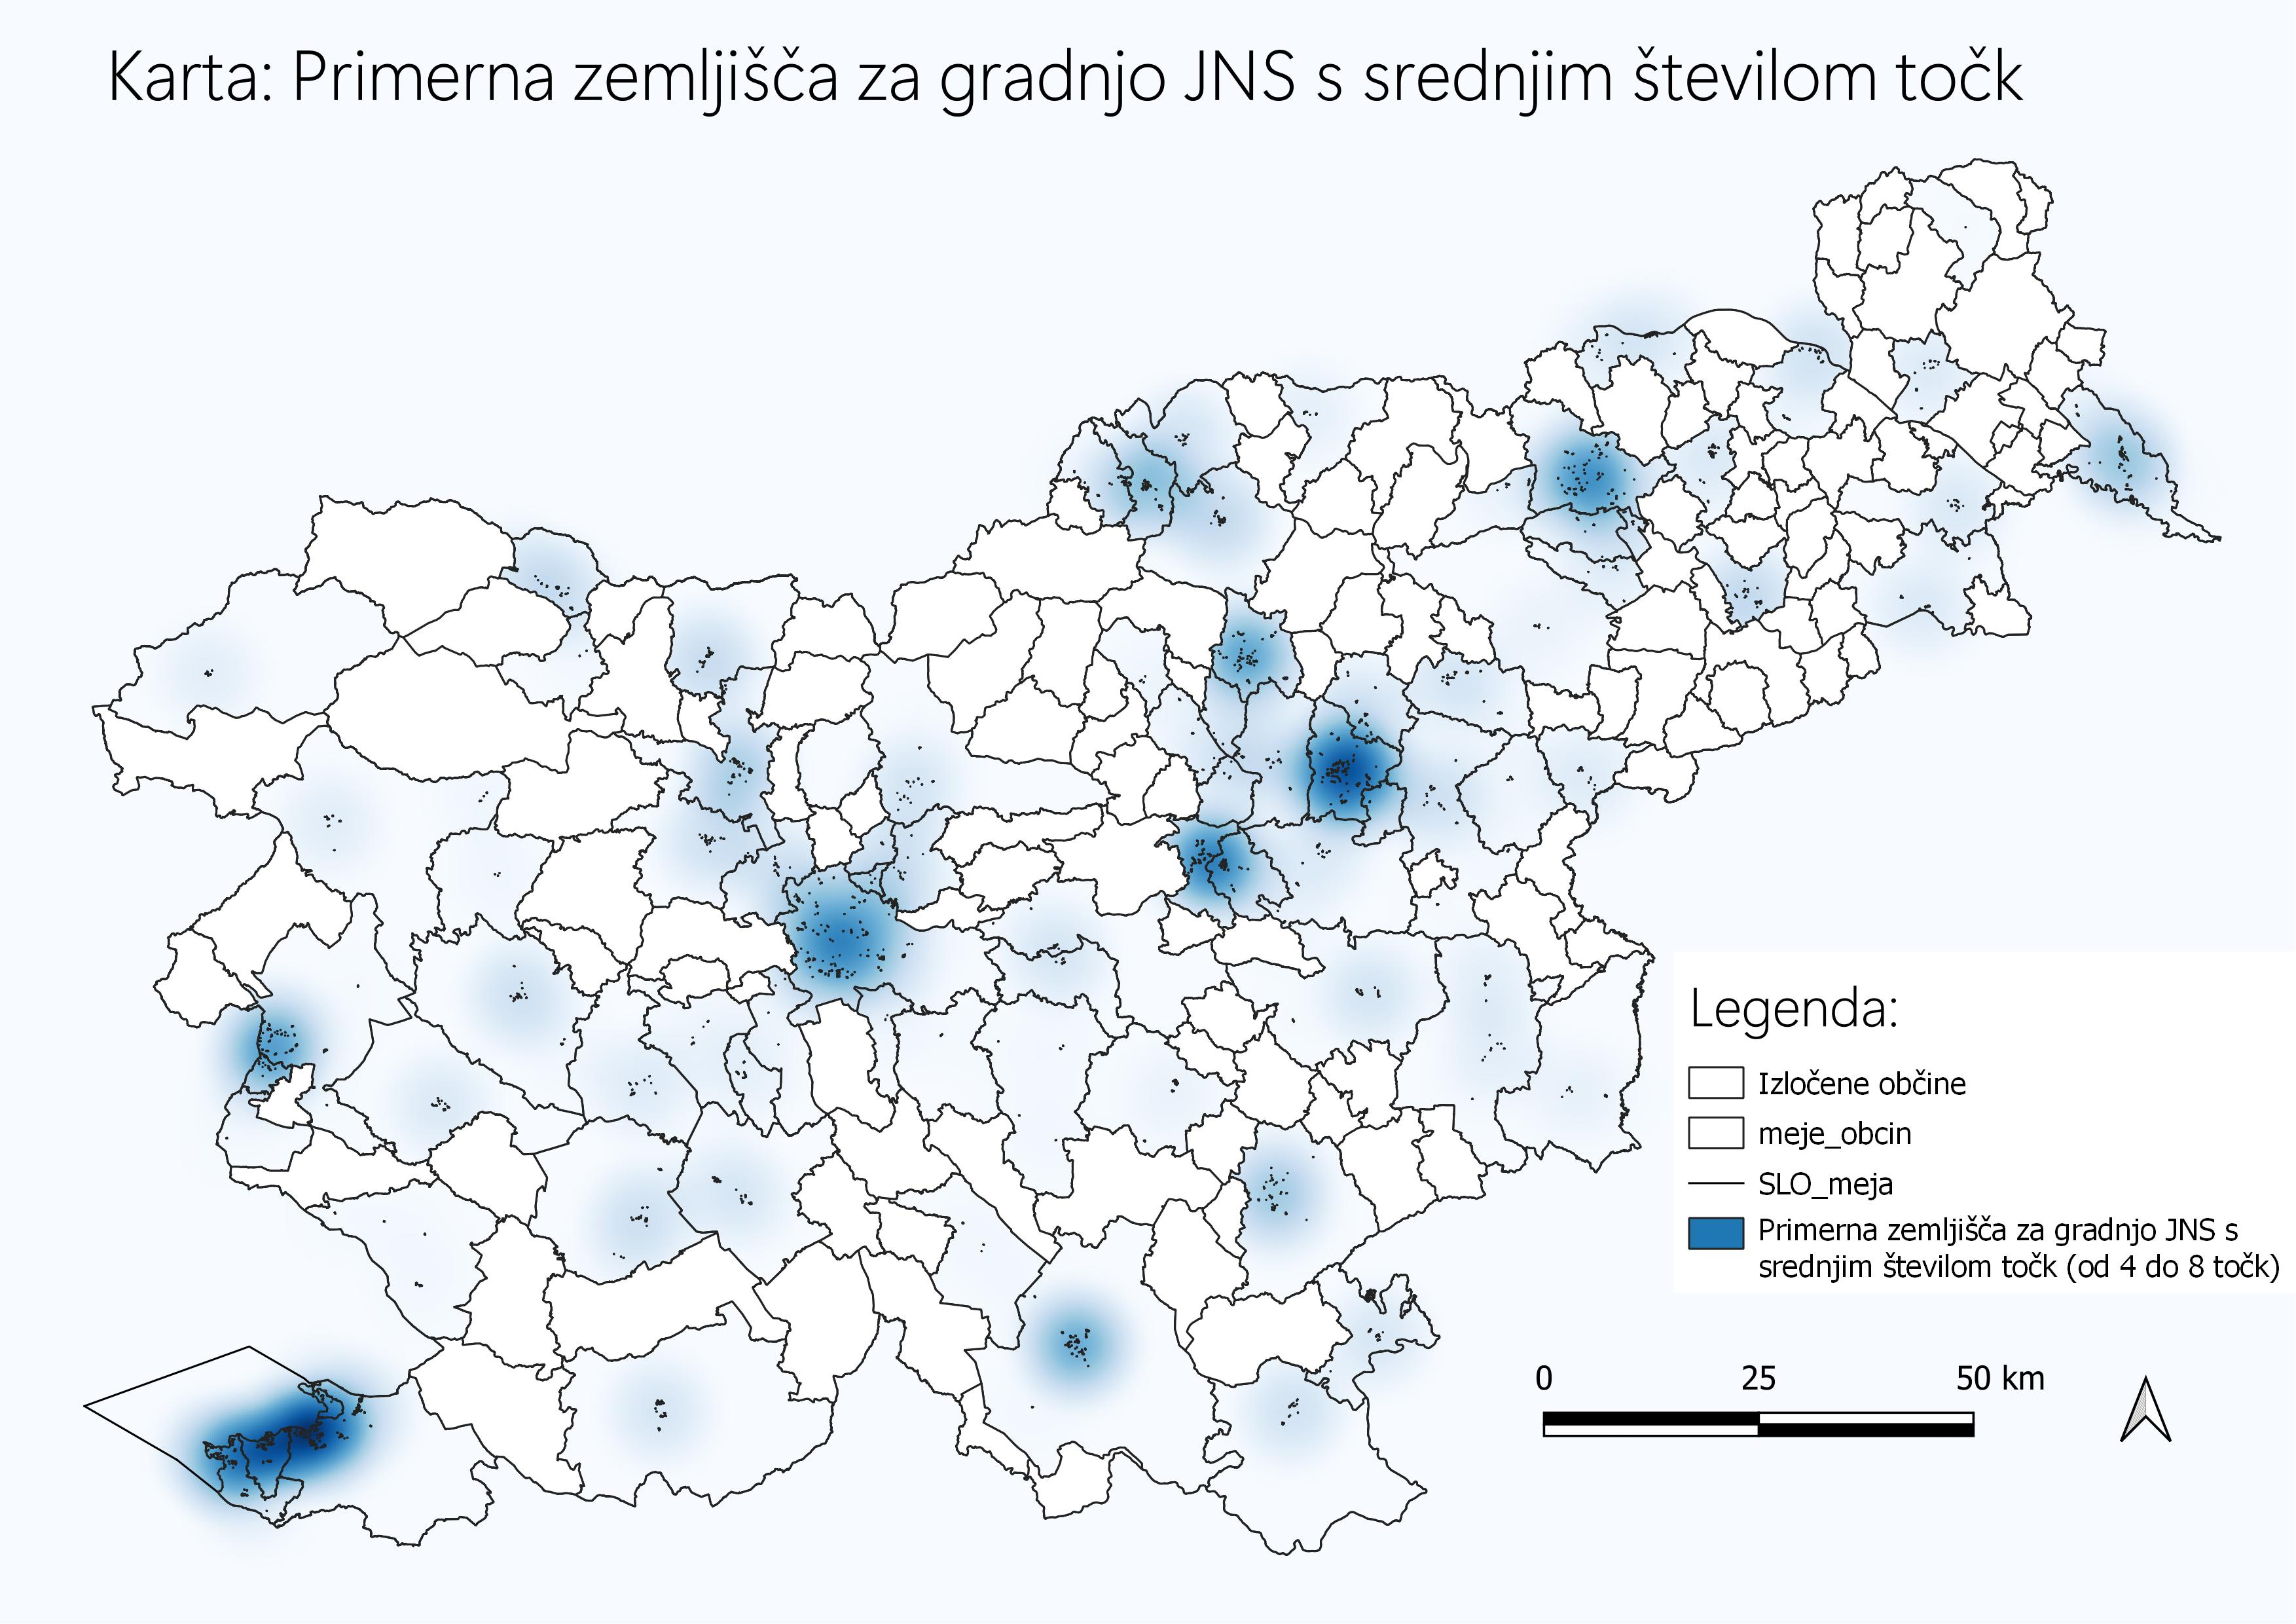 Karta: Primerna zemljišča za gradnjo JNS s srednjim številom točk
Legenda:
Izločene občine
meje_obcin
SLO_meja
Primerna zemljišča za gradnjo JNS s
srednjim številom točk (od 4 do 8 točk)
0 25 50 km